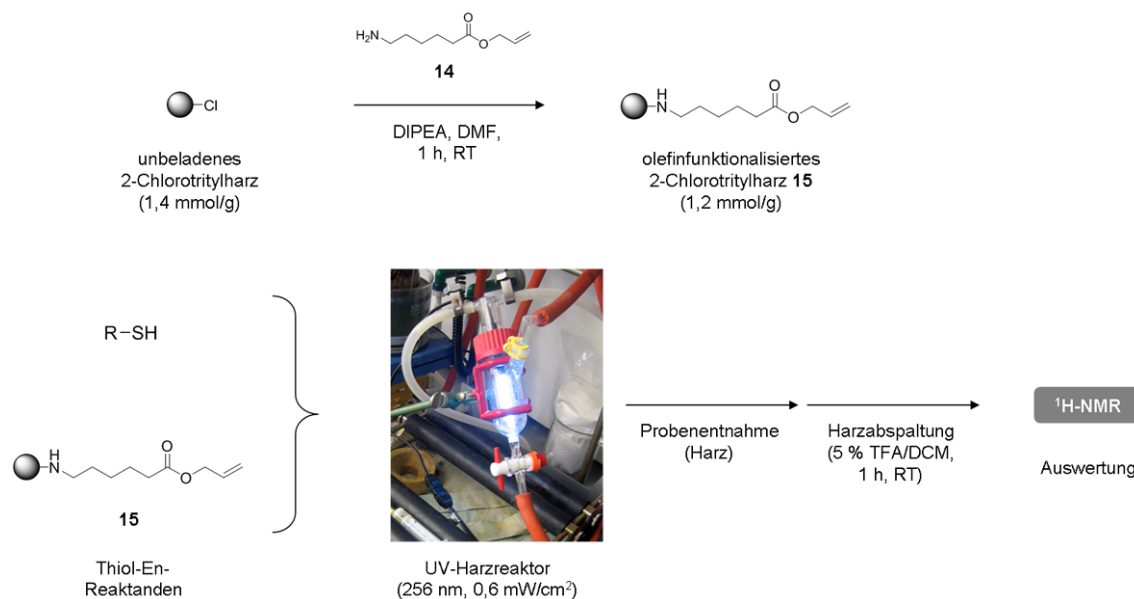 H₂N
O
O
14
Cl
DIPEA, DMF,
1 h, RT
H
N
O
O
unbeladenes
2-Chlorotritylharz
(1,4 mmol/g)
olefinfunktionalisiertes
2-Chlorotritylharz 15
(1,2 mmol/g)
R–SH
H
N
O
O
15
Thiol-En-
Reaktanden
UV-Harzreaktor
(256 nm, 0,6 mW/cm²)
Probenentnahme
(Harz)
Harzabspaltung
(5 % TFA/DCM,
1 h, RT)
¹H-NMR
Auswertung